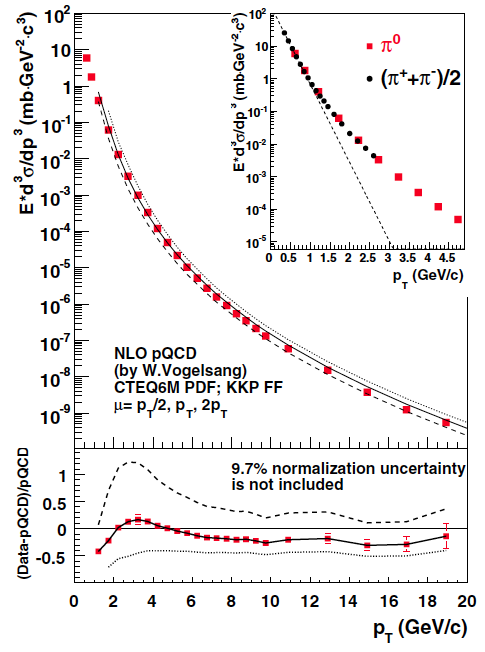 E*d³σ/dp³ (mb·GeV⁻²·c³)
10²
10
1
10⁻¹
10⁻²
10⁻³
10⁻⁴
10⁻⁵
10⁻⁶
10⁻⁷
10⁻⁸
10⁻⁹
E*d³σ/dp³ (mb·GeV⁻²·c³)
10²
10
1
10⁻¹
10⁻²
10⁻³
10⁻⁴
10⁻⁵
π⁰
(π⁺+π⁻)/2
0 0.5 1 1.5 2 2.5 3 3.5 4 4.5
p_T (GeV/c)
NLO pQCD
(by W.Vogelsang)
CTEQ6M PDF; KKP FF
μ= p_T/2, p_T, 2p_T
(Data-pQCD)/pQCD
1
0.5
0
-0.5
9.7% normalization uncertainty
is not included
0 2 4 6 8 10 12 14 16 18 20
p_T (GeV/c)